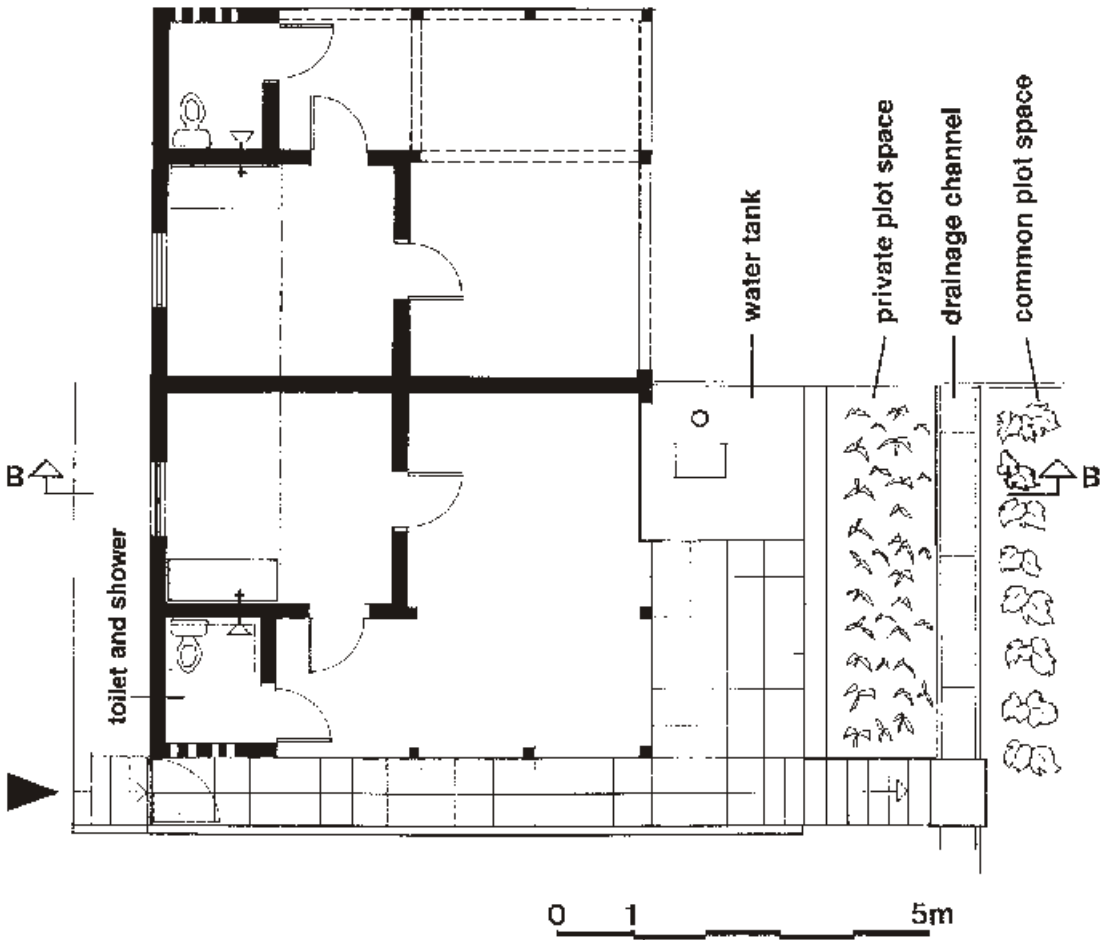 water tank
private plot space
drainage channel
common plot space
B
B
toilet and shower
0 1 5m